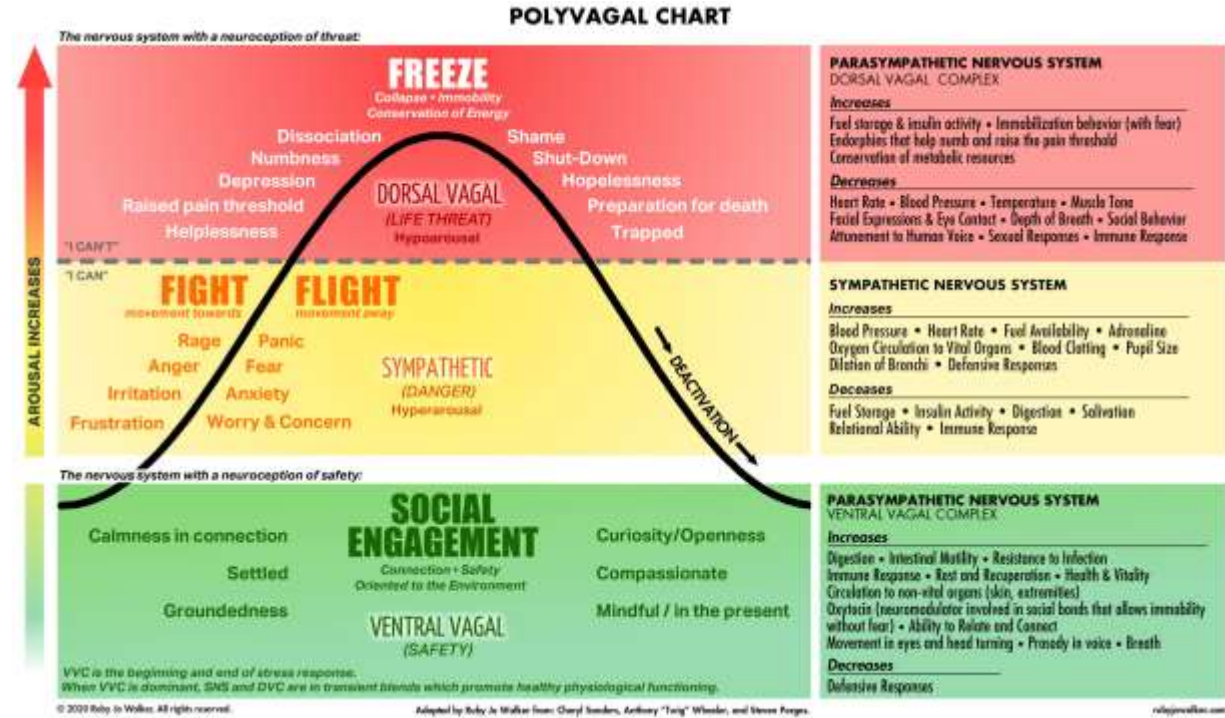 POLYVAGAL CHART
The nervous system with a neuroception of threat:
FREEZE
Collapse • Immobility
Conservation of Energy
Dissociation
Numbness
Depression
Raised pain threshold
Helplessness
Shame
Shut-Down
Hopelessness
Preparation for death
Trapped
DORSAL VAGAL
(LIFE THREAT)
Hypoarousal
"I CAN'T"
"I CAN"
AROUSAL INCREASES
FIGHT
movement towards
FLIGHT
movement away
Rage
Anger
Irritation
Frustration
Panic
Fear
Anxiety
Worry & Concern
SYMPATHETIC
(DANGER)
Hyperarousal
DEACTIVATION
The nervous system with a neuroception of safety:
SOCIAL
ENGAGEMENT
Connection • Safety
Oriented to the Environment
Calmness in connection
Settled
Groundedness
Curiosity/Openness
Compassionate
Mindful / in the present
VENTRAL VAGAL
(SAFETY)
VVC is the beginning and end of stress response.
When VVC is dominant, SNS and DVC are in transient blends which promote healthy physiological functioning.
PARASYMPATHETIC NERVOUS SYSTEM
DORSAL VAGAL COMPLEX
Increases
Fuel storage & insulin activity • Immobilization behavior (with fear)
Endorphins that help numb and raise the pain threshold
Conservation of metabolic resources
Decreases
Heart Rate • Blood Pressure • Temperature • Muscle Tone
Facial Expressions & Eye Contact • Depth of Breath • Social Behavior
Attunement to Human Voice • Sexual Responses • Immune Response
SYMPATHETIC NERVOUS SYSTEM
Increases
Blood Pressure • Heart Rate • Fuel Availability • Adrenaline
Oxygen Circulation to Vital Organs • Blood Clotting • Pupil Size
Dilation of Bronchi • Defensive Responses
Deceases
Fuel Storage • Insulin Activity • Digestion • Salivation
Relational Ability • Immune Response
PARASYMPATHETIC NERVOUS SYSTEM
VENTRAL VAGAL COMPLEX
Increases
Digestion • Intestinal Motility • Resistance to Infection
Immune Response • Rest and Recuperation • Health & Vitality
Circulation to non-vital organs (skin, extremities)
Oxytocin (neuromodulator involved in social bonds that allows immobility
without fear) • Ability to Relate and Connect
Movement in eyes and head turning • Prosody in voice • Breath
Decreases
Defensive Responses
© 2020 Ruby Jo Walker. All rights reserved.
Adapted by Ruby Jo Walker from: Cheryl Sanders, Anthony "Twig" Wheeler, and Steven Porges.
rubyjowalker.com